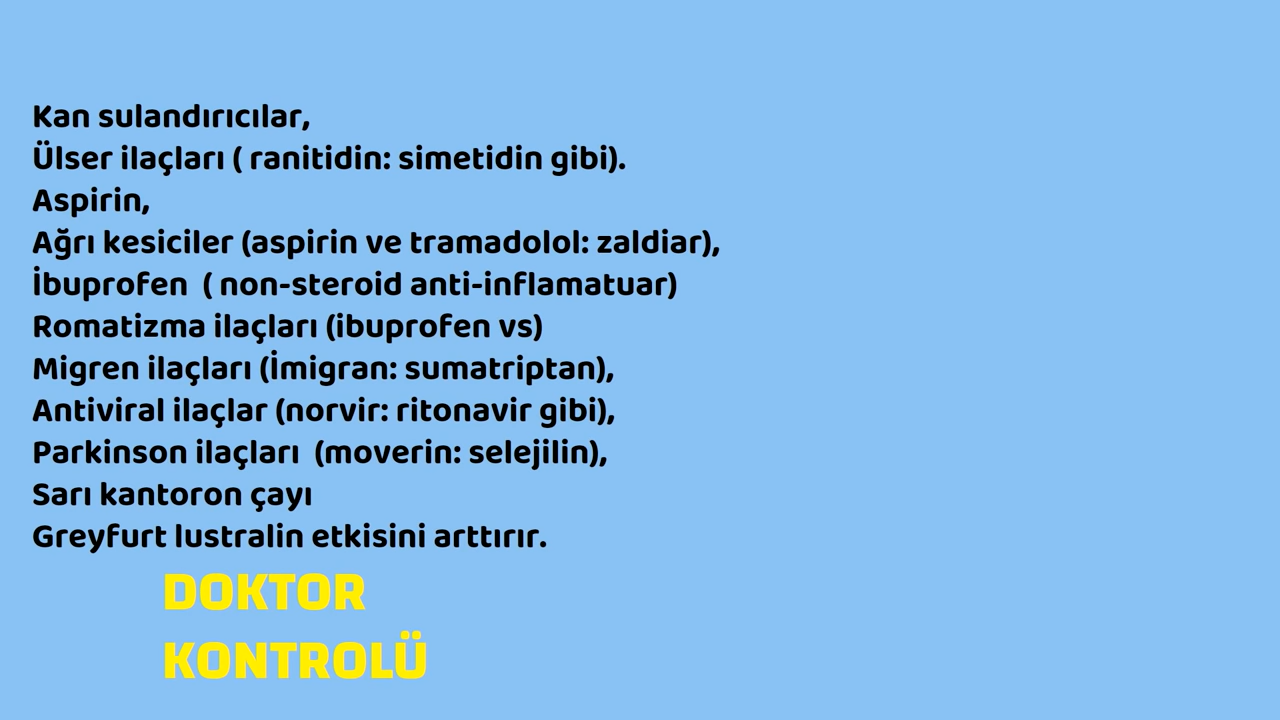 Kan sulandırıcılar,
Ülser ilaçları ( ranitidin: simetidin gibi).
Aspirin,
Ağrı kesiciler (aspirin ve tramadolol: zaldiar),
İbuprofen  ( non-steroid anti-inflamatuar)
Romatizma ilaçları (ibuprofen vs)
Migren ilaçları (İmigran: sumatriptan),
Antiviral ilaçlar (norvir: ritonavir gibi),
Parkinson ilaçları  (moverin: selejilin),
Sarı kantoron çayı
Greyfurt lustralin etkisini arttırır.
DOKTOR
KONTROLÜ